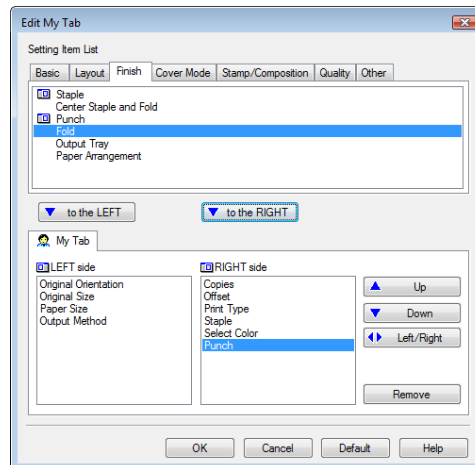 Edit My Tab
Setting Item List
Basic Layout Finish Cover Mode Stamp/Composition Quality Other
Staple
Center Staple and Fold
Punch
Fold
Output Tray
Paper Arrangement
to the LEFT to the RIGHT
My Tab
LEFT side
Original Orientation
Original Size
Paper Size
Output Method
RIGHT side
Copies
Offset
Print Type
Staple
Select Color
Punch
Up
Down
Left/Right
Remove
OK Cancel Default Help